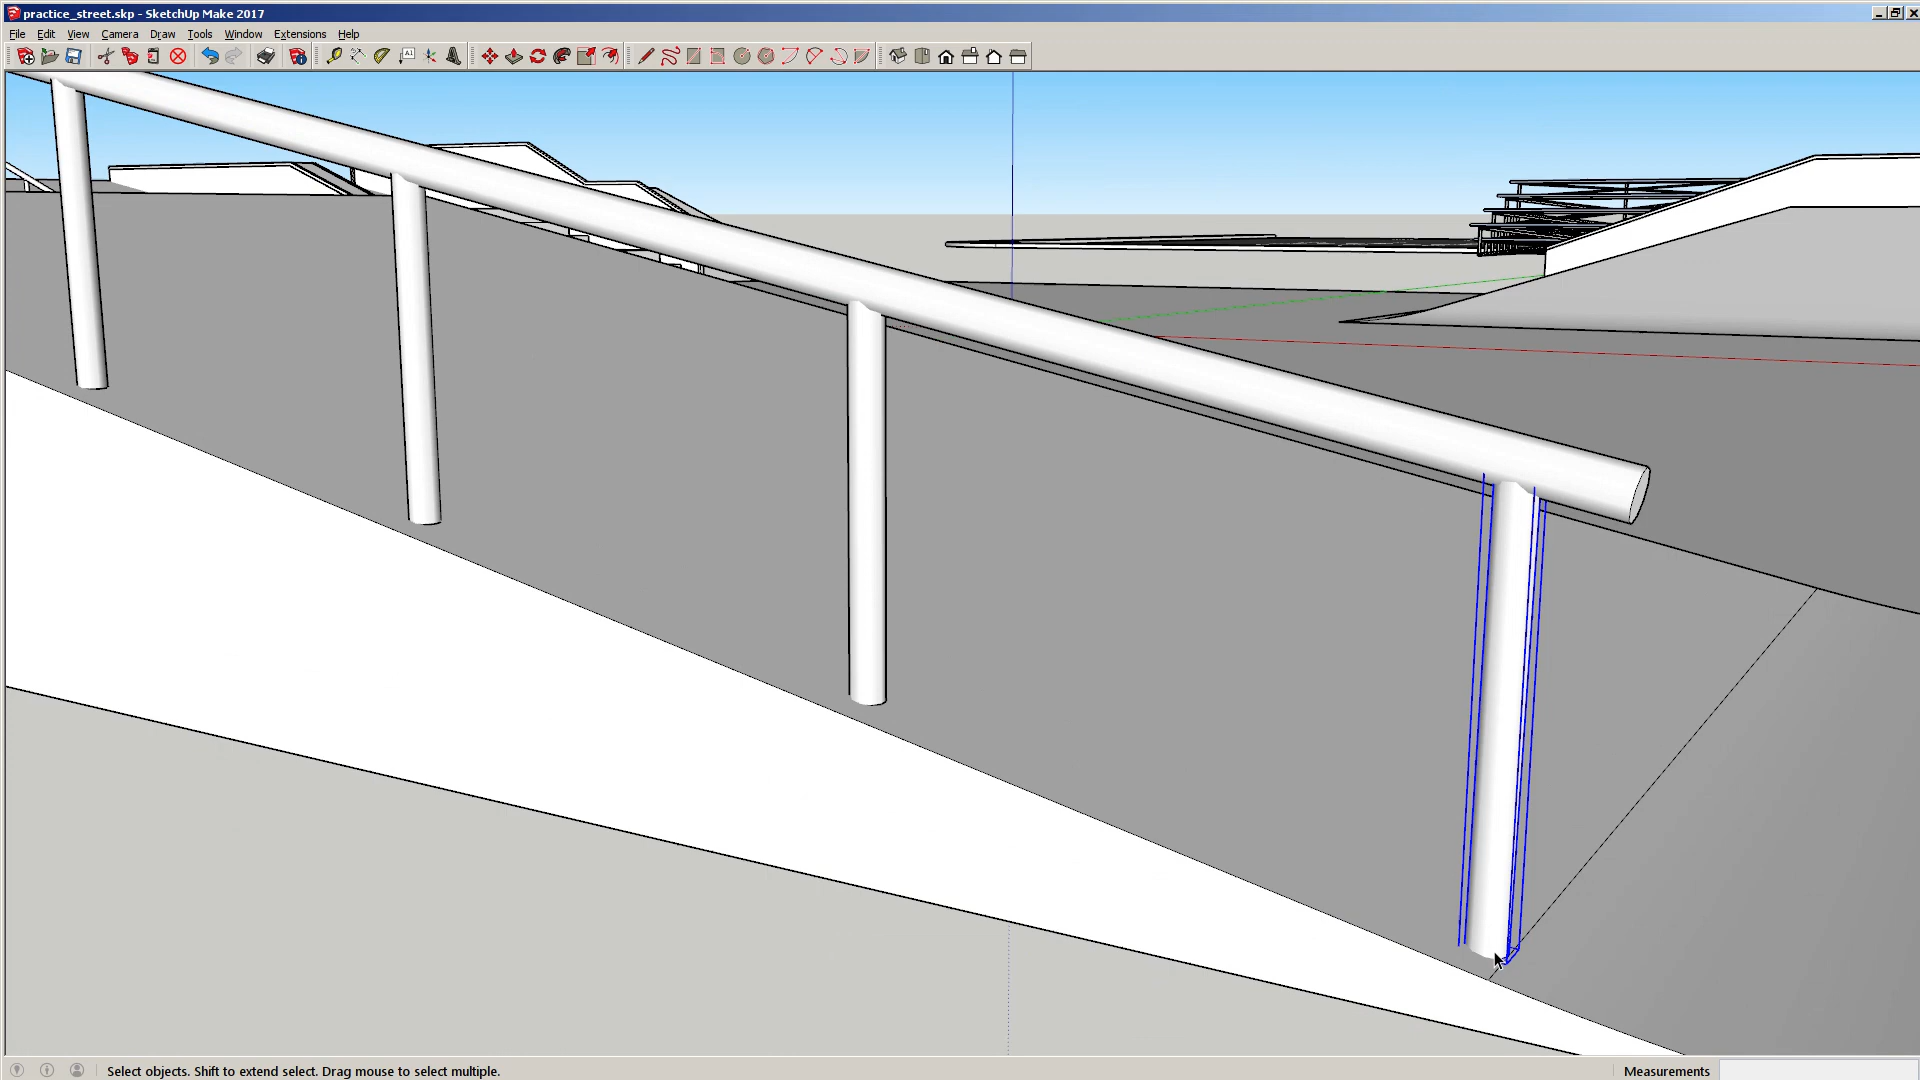 practice_street.skp - SketchUp Make 2017
File Edit View Camera Draw Tools Window Extensions Help
A1
Select objects. Shift to extend select. Drag mouse to select multiple.
Measurements